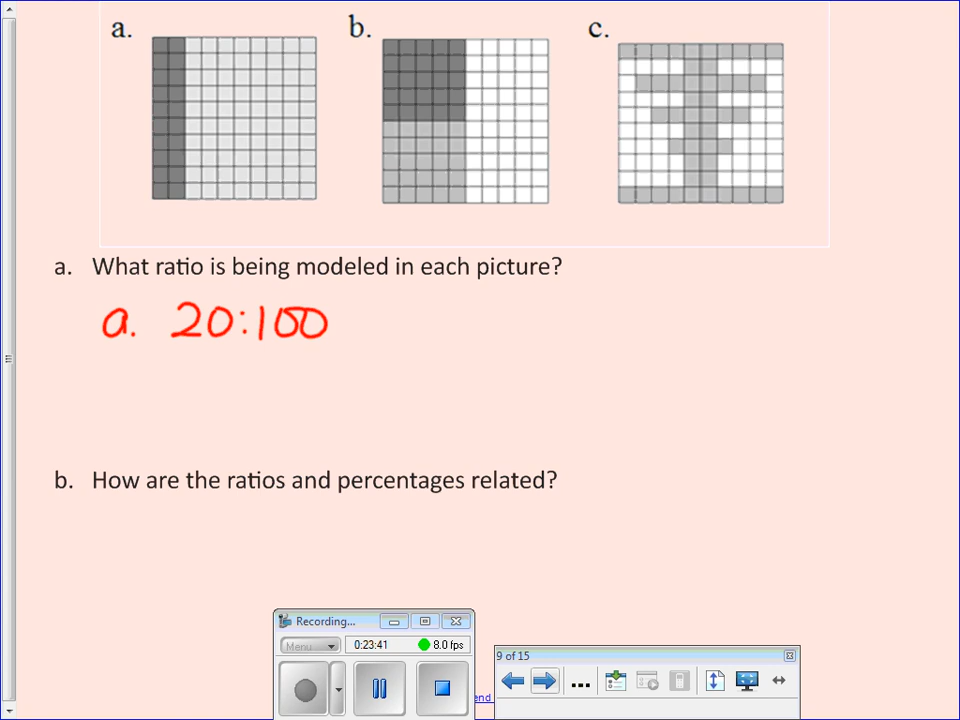 a. b. c.
a. What ratio is being modeled in each picture?
a. 20:100
b. How are the ratios and percentages related?
Recording...
Menu 0:23:41 8.0 fps
9 of 15
end